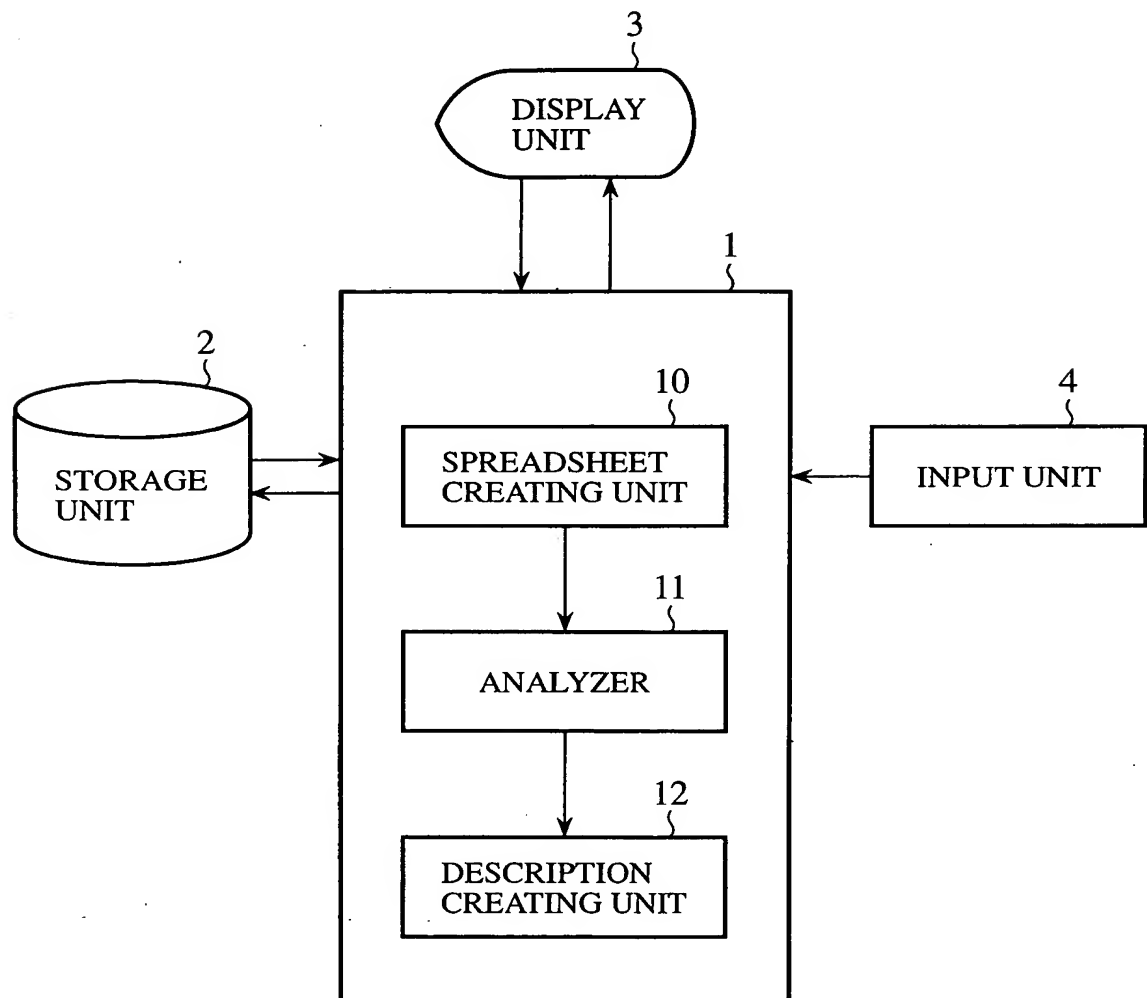 3
DISPLAY
UNIT
1
2
STORAGE
UNIT
10
SPREADSHEET
CREATING UNIT
4
INPUT UNIT
11
ANALYZER
12
DESCRIPTION
CREATING UNIT